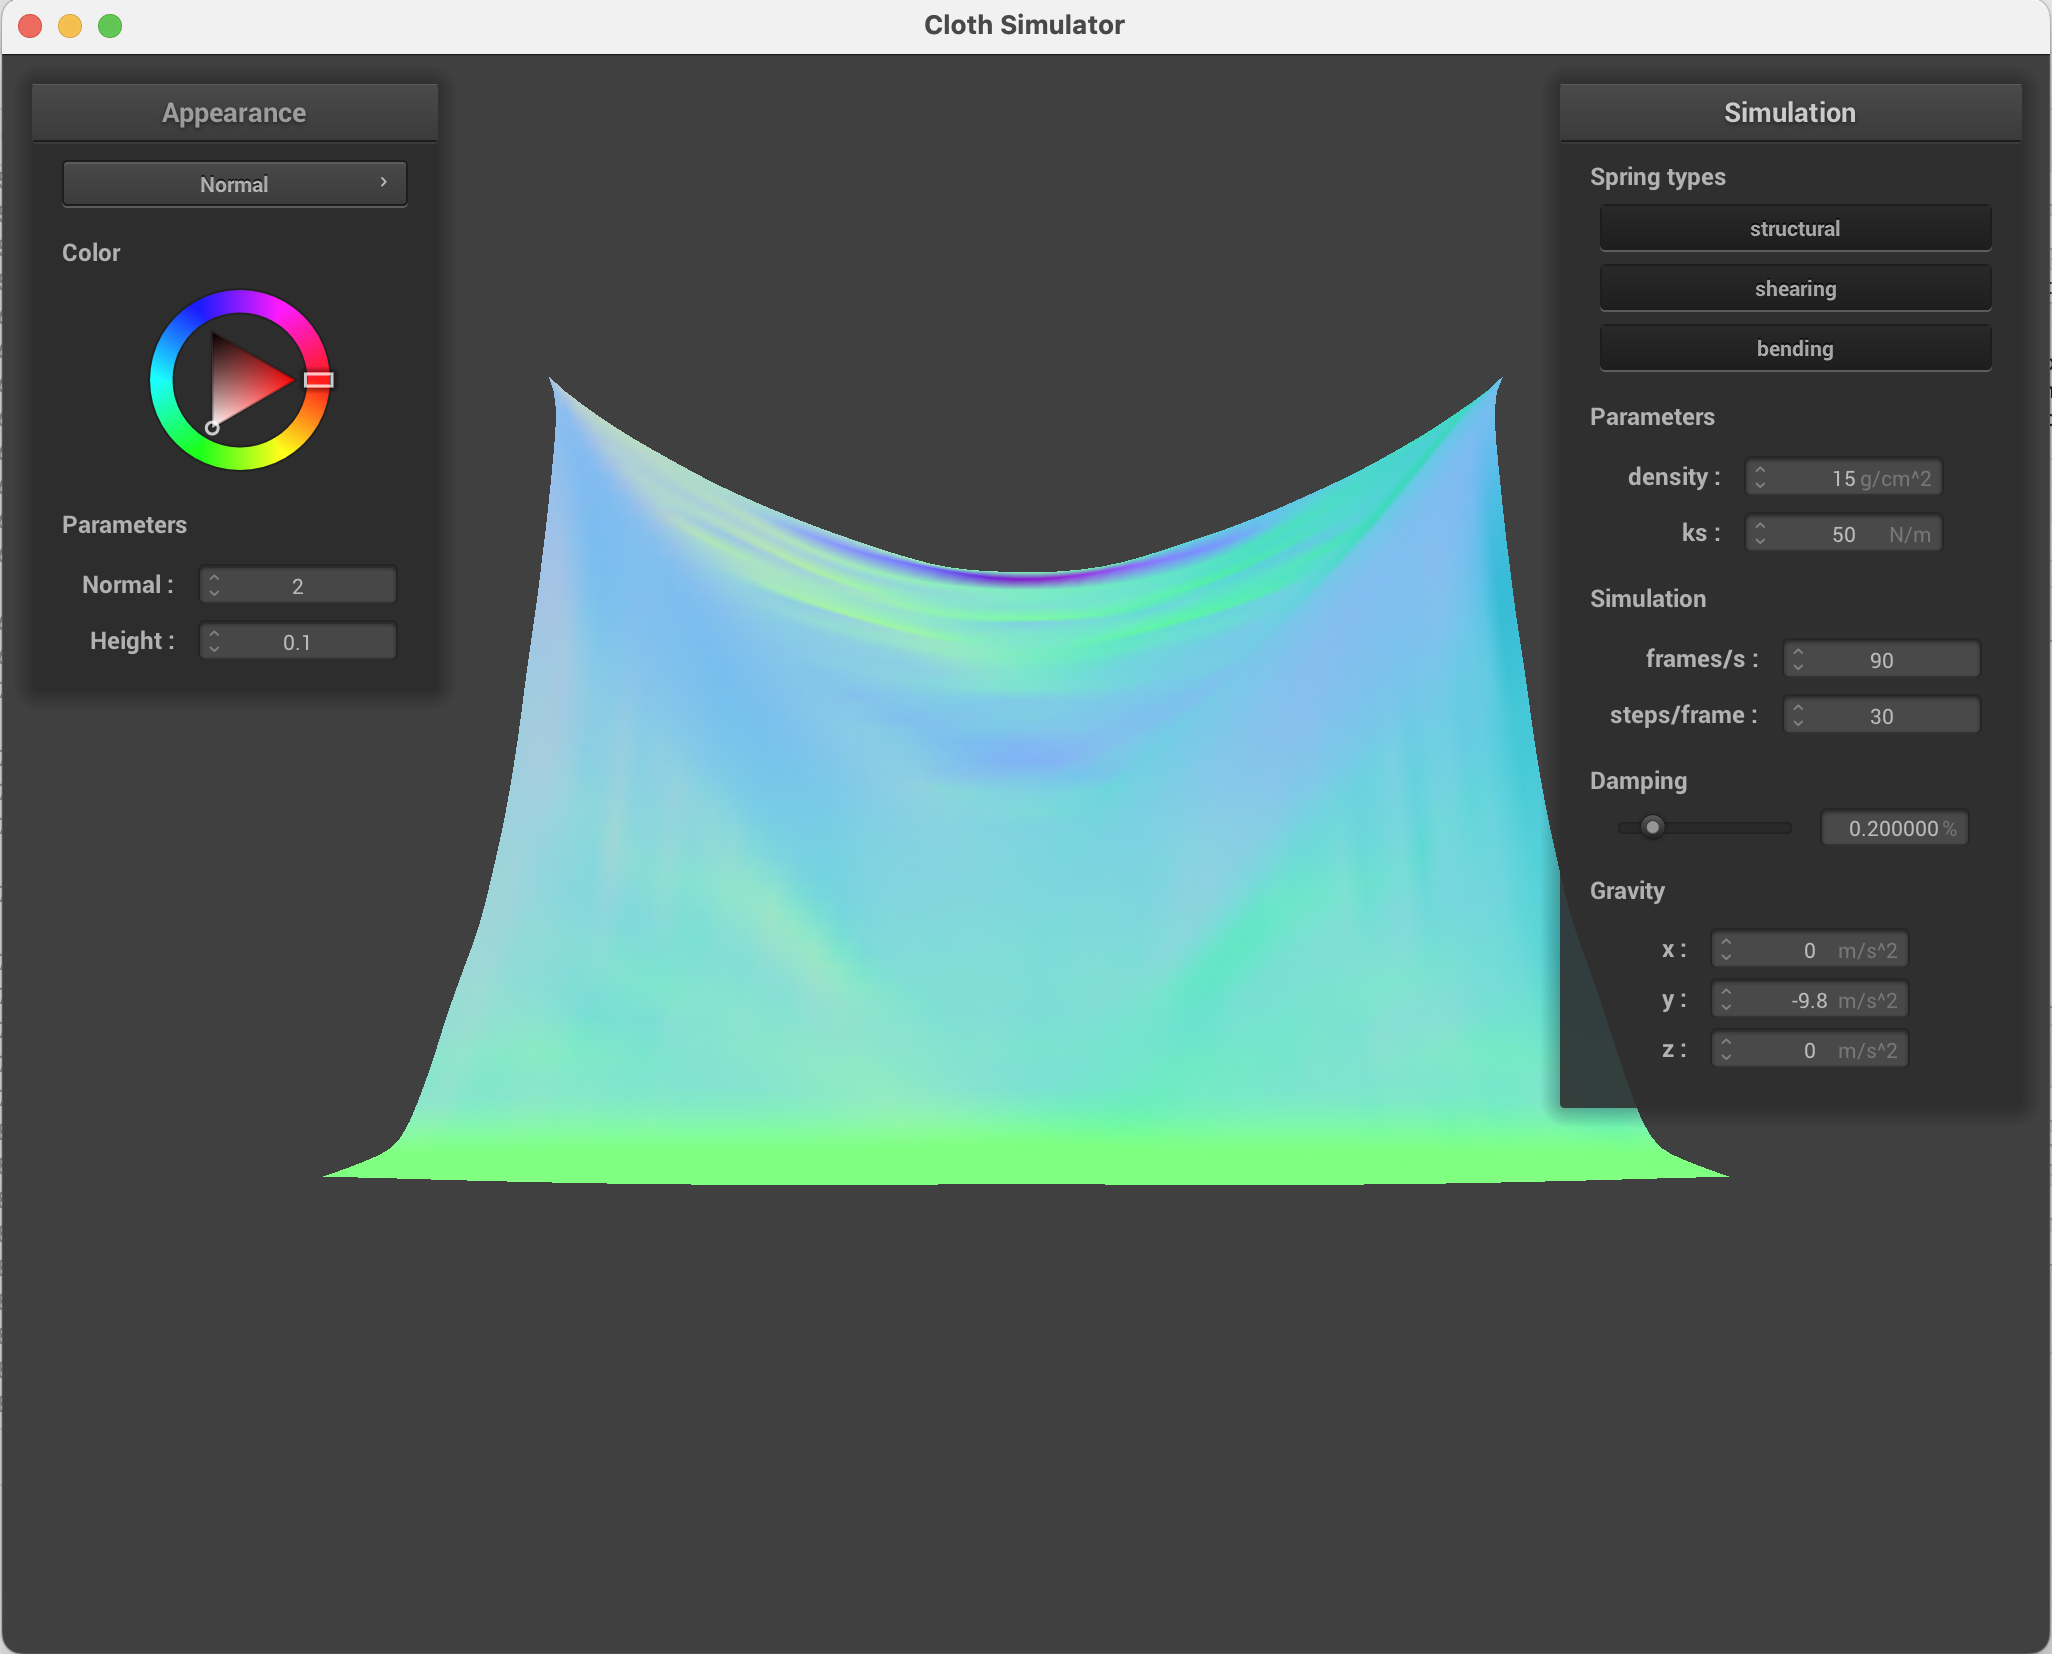 Cloth Simulator
Appearance
Normal
Color
Parameters
Normal : 2
Height : 0.1
Simulation
Spring types
structural
shearing
bending
Parameters
density : 15 g/cm^2
ks : 50 N/m
Simulation
frames/s : 90
steps/frame : 30
Damping
0.200000 %
Gravity
x : 0 m/s^2
y : -9.8 m/s^2
z : 0 m/s^2